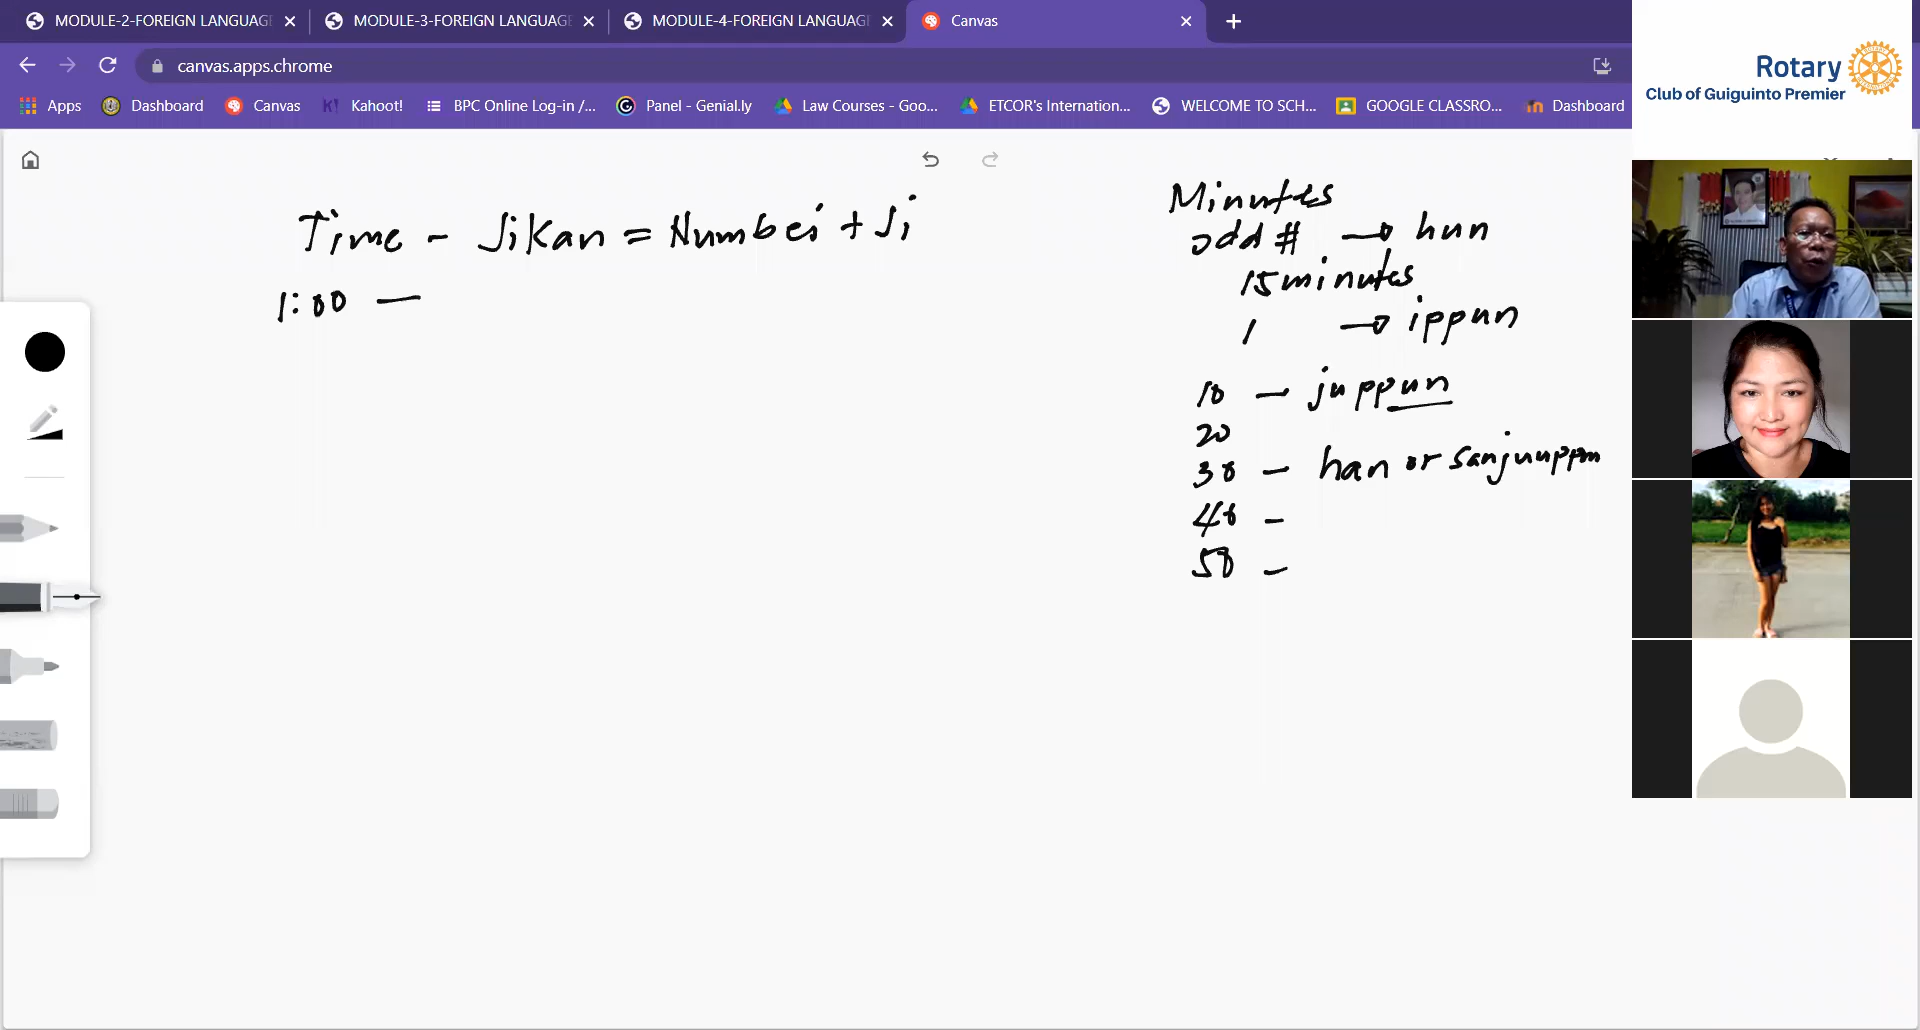 MODULE-2-FOREIGN LANGUAGE
MODULE-3-FOREIGN LANGUAGE
MODULE-4-FOREIGN LANGUAGE
Canvas
canvas.apps.chrome
Apps
Dashboard
Canvas
Kahoot!
BPC Online Log-in /...
Panel - Genial.ly
Law Courses - Goo...
ETCOR's Internation...
WELCOME TO SCH...
GOOGLE CLASSRO...
Dashboard
Rotary
Club of Guiguinto Premier
Time - Jikan = Number + Ji
1:00 —
Minutes
odd # → hun
15 minutes
1 → ippun
10 - juppun
20
30 - han or sanjuuppun
40 -
50 -